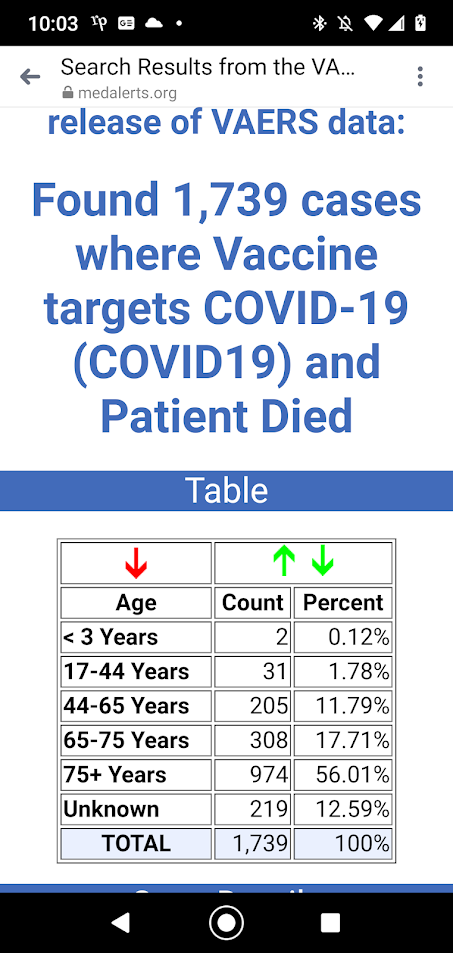 10:03
Search Results from the VA...
medalerts.org
release of VAERS data:
Found 1,739 cases
where Vaccine
targets COVID-19
(COVID19) and
Patient Died
Table
Age Count Percent
< 3 Years 2 0.12%
17-44 Years 31 1.78%
44-65 Years 205 11.79%
65-75 Years 308 17.71%
75+ Years 974 56.01%
Unknown 219 12.59%
TOTAL 1,739 100%